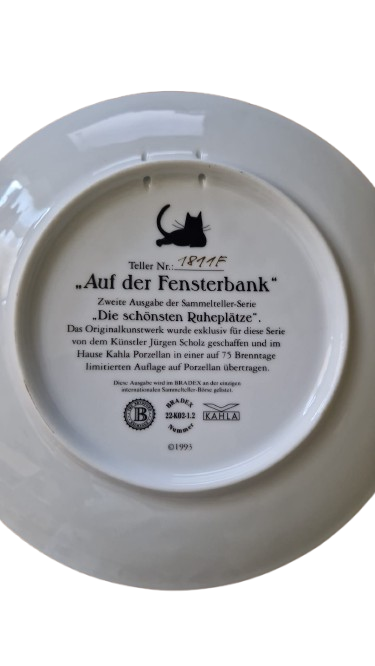 Teller Nr.: 1811F
„Auf der Fensterbank“
Zweite Ausgabe der Sammelteller-Serie
„Die schönsten Ruheplätze“.
Das Originalkunstwerk wurde exklusiv für diese Serie
von dem Künstler Jürgen Scholz geschaffen und im
Hause Kahla Porzellan in einer auf 75 Brenntage
limitierten Auflage auf Porzellan übertragen.
Diese Ausgabe wird im BRADEX an der einzigen
internationalen Sammelteller-Börse gelistet.
B
BRADEX
22-K02-1.2
Nummer
KAHLA
©1993